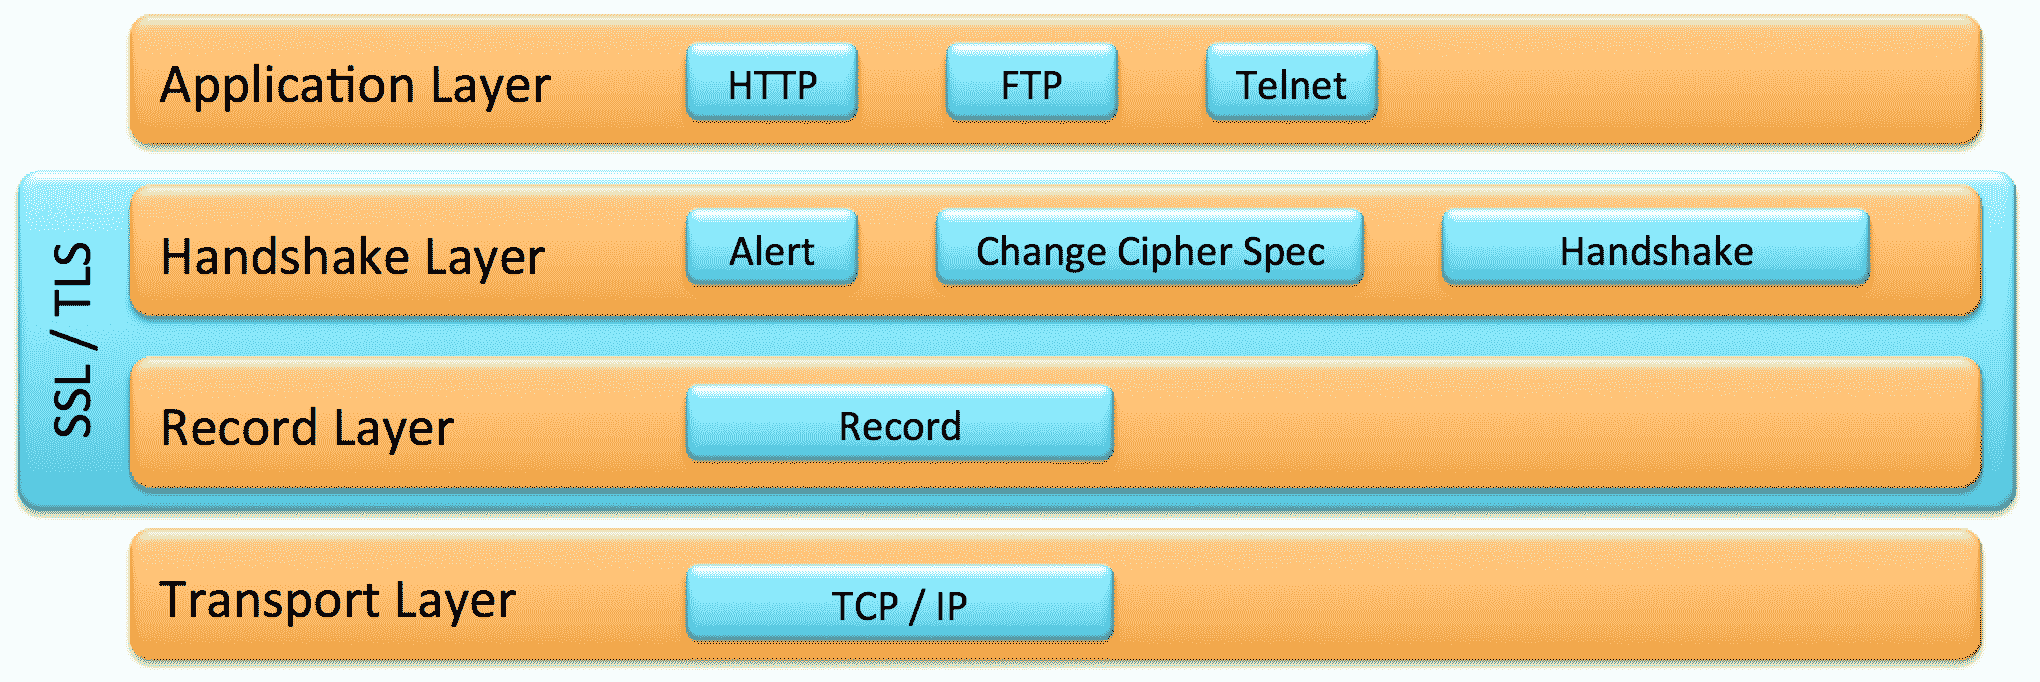 Application Layer
HTTP
FTP
Telnet
SSL / TLS
Handshake Layer
Alert
Change Cipher Spec
Handshake
Record Layer
Record
Transport Layer
TCP / IP